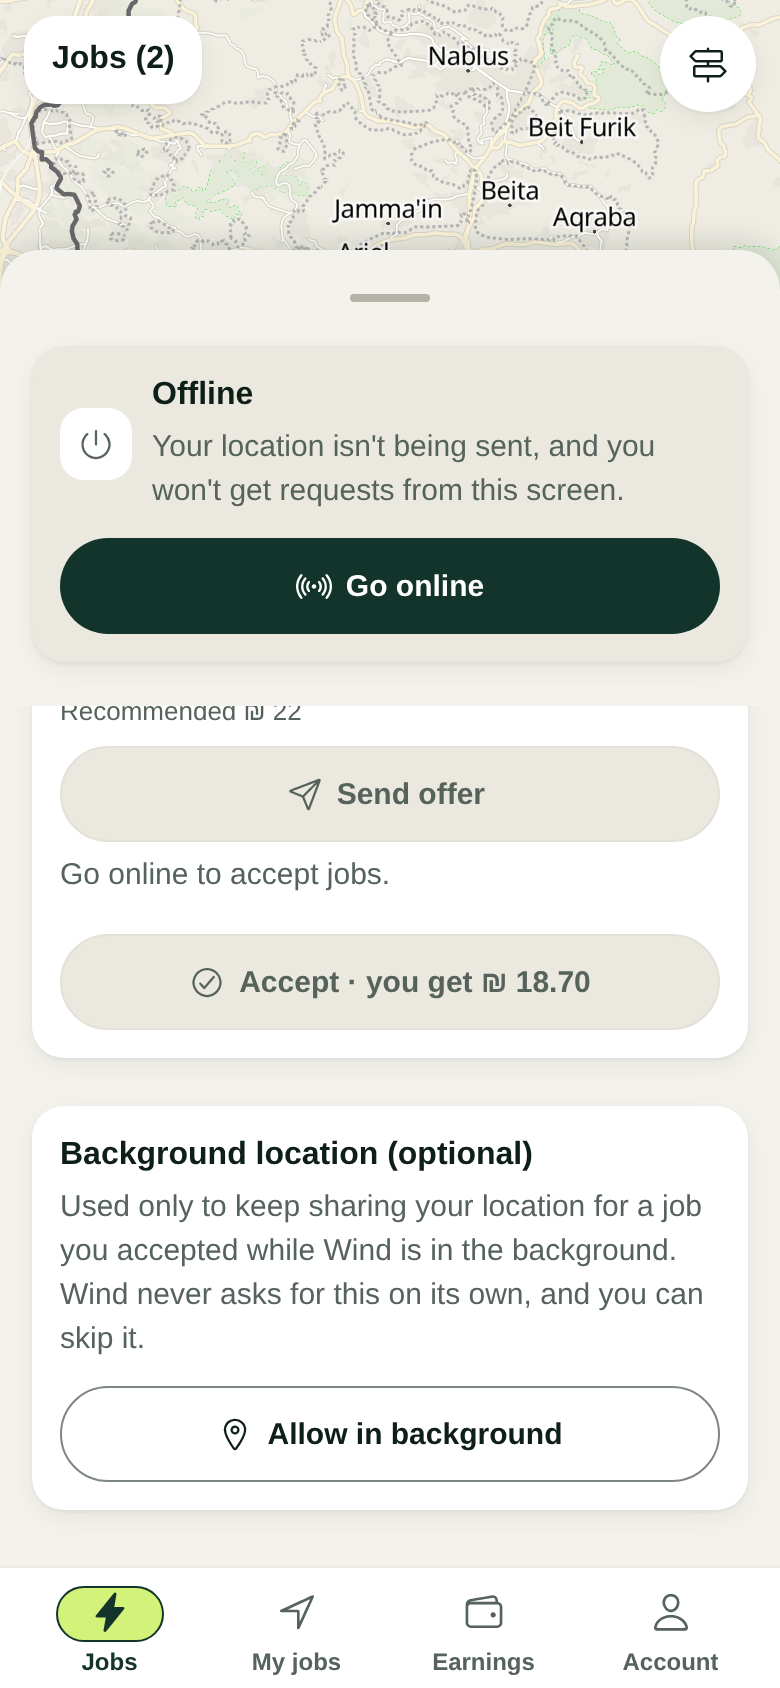 Jobs (2)
Nablus
Beit Furik
Beita
Jamma'in
Aqraba
Ariel
Offline
Your location isn't being sent, and you
won't get requests from this screen.
Go online
Recommended ₪ 22
Send offer
Go online to accept jobs.
Accept · you get ₪ 18.70
Background location (optional)
Used only to keep sharing your location for a job
you accepted while Wind is in the background.
Wind never asks for this on its own, and you can
skip it.
Allow in background
Jobs
My jobs
Earnings
Account